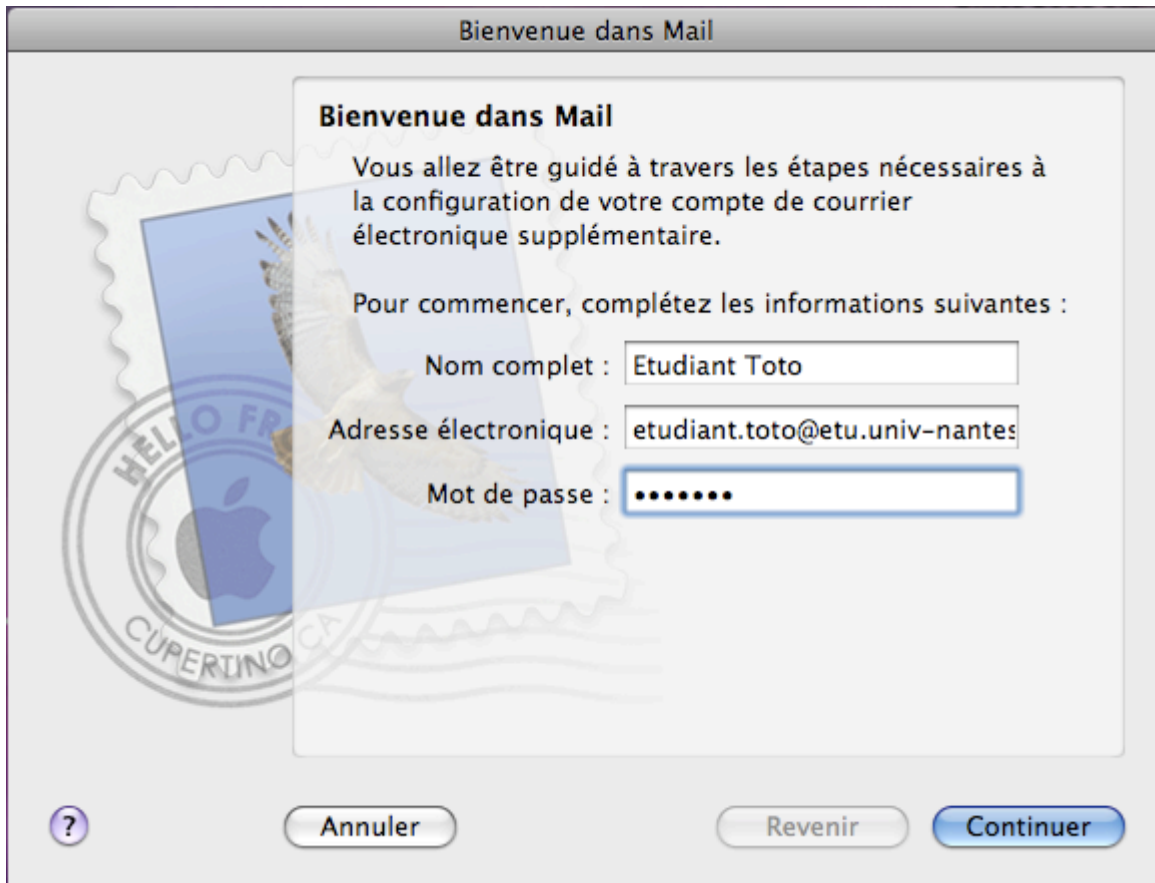 Bienvenue dans Mail
Bienvenue dans Mail
Vous allez être guidé à travers les étapes nécessaires à
la configuration de votre compte de courrier
électronique supplémentaire.
Pour commencer, complétez les informations suivantes :
Nom complet : Etudiant Toto
Adresse électronique : etudiant.toto@etu.univ-nantes
Mot de passe : •••••••
HELLO FR
CUPERTINO CA
? Annuler Revenir Continuer